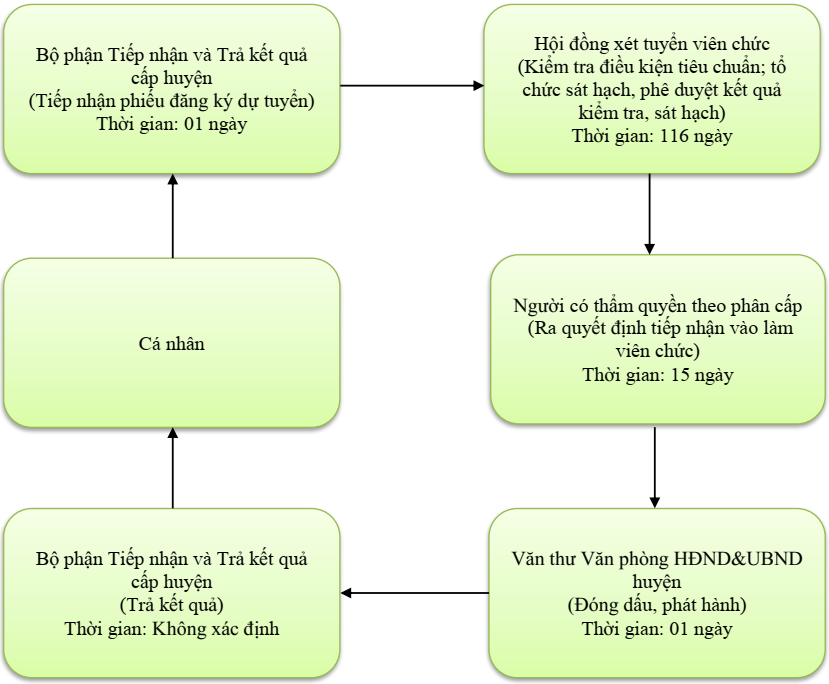 Bộ phận Tiếp nhận và Trả kết quả
cấp huyện
(Tiếp nhận phiếu đăng ký dự tuyển)
Thời gian: 01 ngày
Hội đồng xét tuyển viên chức
(Kiểm tra điều kiện tiêu chuẩn; tổ
chức sát hạch, phê duyệt kết quả
kiểm tra, sát hạch)
Thời gian: 116 ngày
Người có thẩm quyền theo phân cấp
(Ra quyết định tiếp nhận vào làm
viên chức)
Thời gian: 15 ngày
Văn thư Văn phòng HĐND&UBND
huyện
(Đóng dấu, phát hành)
Thời gian: 01 ngày
Bộ phận Tiếp nhận và Trả kết quả
cấp huyện
(Trả kết quả)
Thời gian: Không xác định
Cá nhân